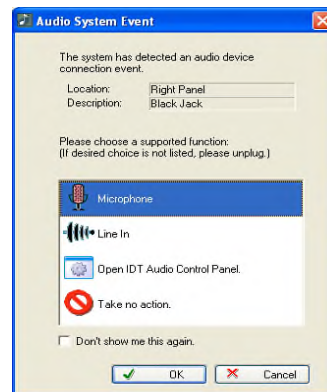 Audio System Event
The system has detected an audio device
connection event.
Location: Right Panel
Description: Black Jack
Please choose a supported function:
(If desired choice is not listed, please unplug.)
Microphone
Line In
Open IDT Audio Control Panel.
Take no action.
Don't show me this again.
OK Cancel